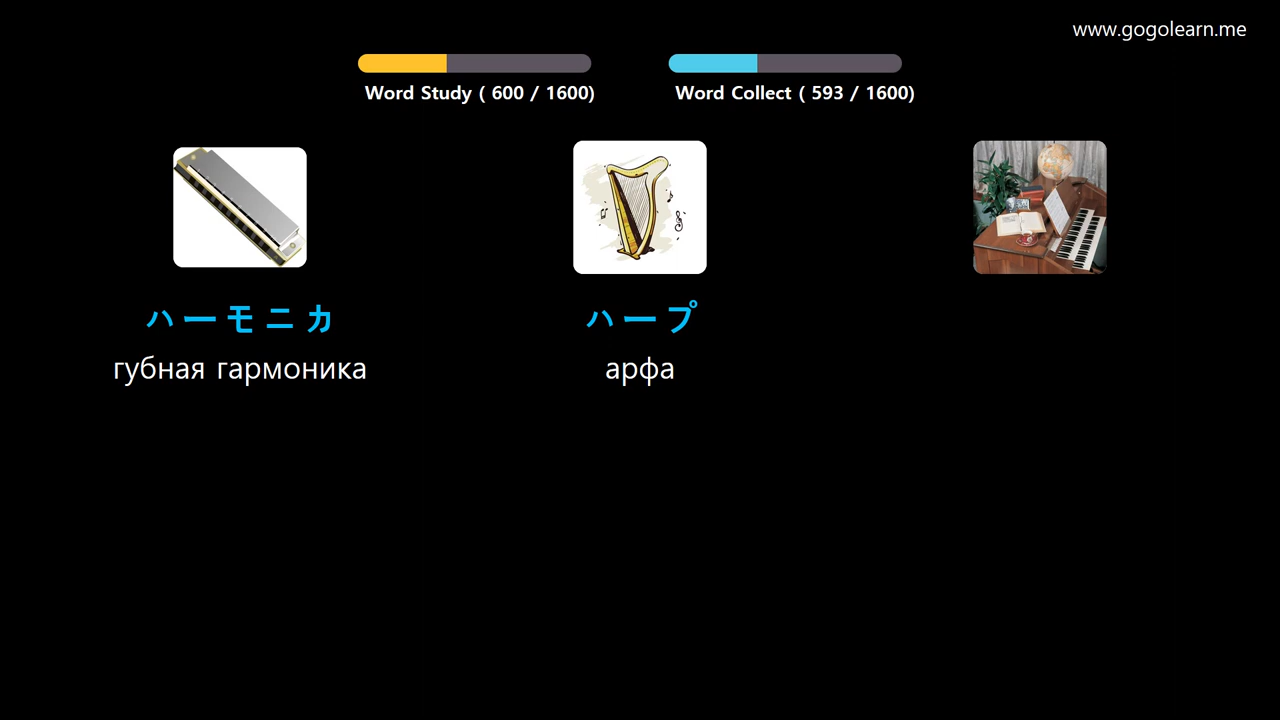 www.gogolearn.me
Word Study ( 600 / 1600)
Word Collect ( 593 / 1600)
ハーモニカ
ハープ
губная гармоника
арфа